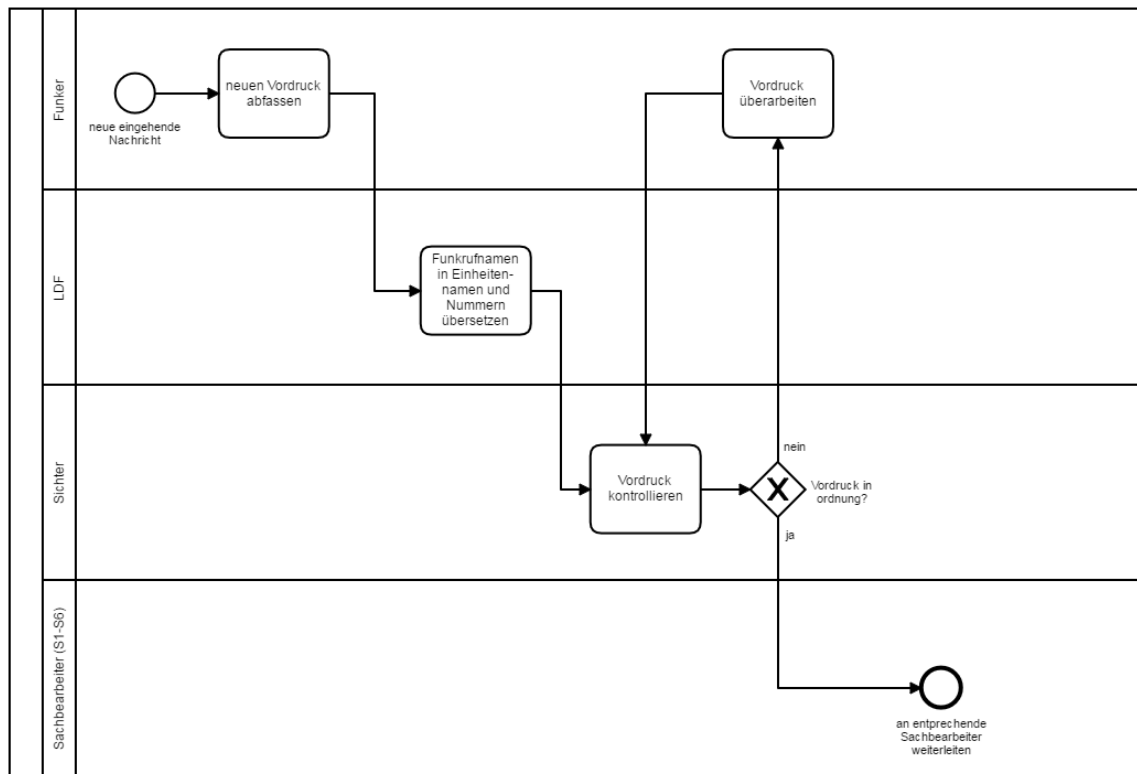 Funker
neue eingehende
Nachricht
neuen Vordruck
abfassen
Vordruck
überarbeiten
LDF
Funkrufnamen
in Einheiten-
namen und
Nummern
übersetzen
Sichter
Vordruck
kontrollieren
nein
Vordruck in
ordnung?
ja
Sachbearbeiter (S1-S6)
an entprechende
Sachbearbeiter
weiterleiten